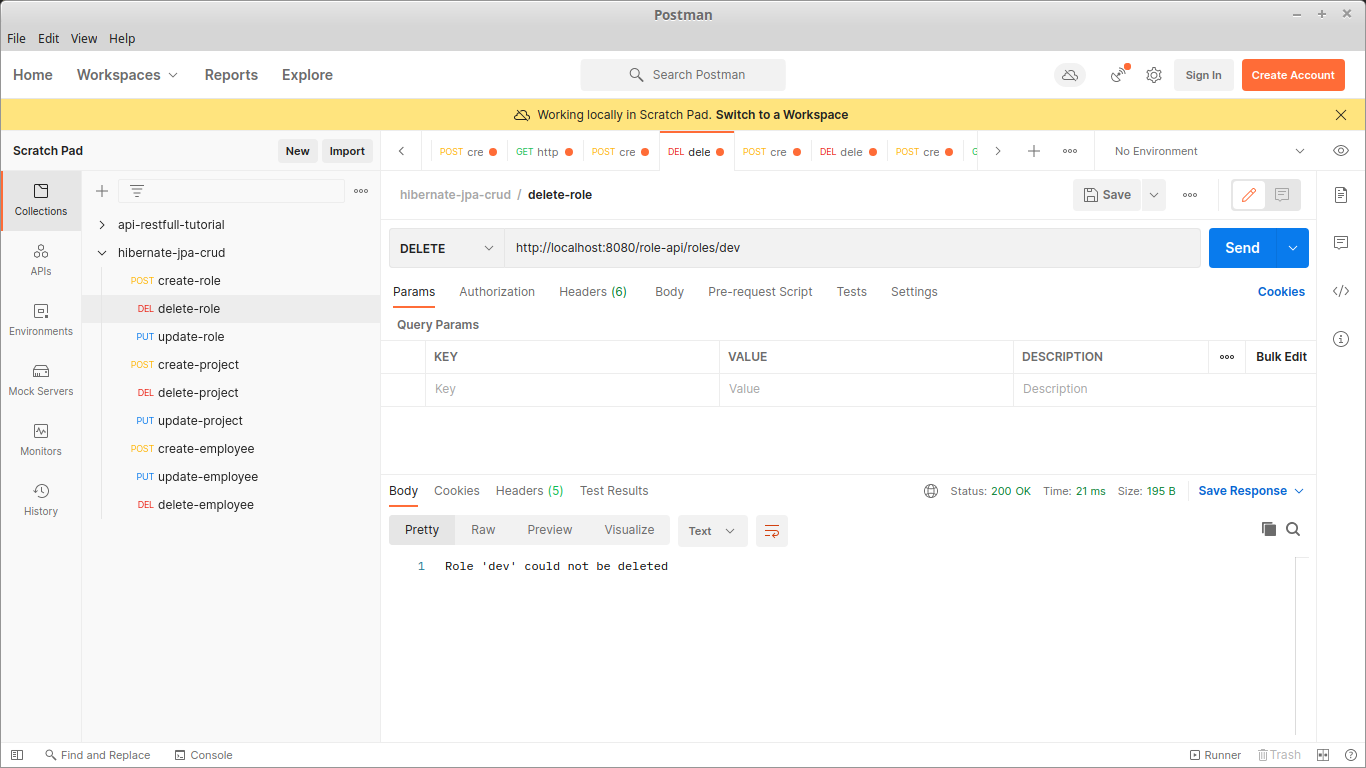 Postman
File Edit View Help
Home Workspaces Reports Explore Search Postman Sign In Create Account
Working locally in Scratch Pad. Switch to a Workspace
Scratch Pad New Import
POST cre GET http POST cre DEL dele POST cre DEL dele POST cre G No Environment
Collections
APIs
Environments
Mock Servers
Monitors
History
api-restfull-tutorial
hibernate-jpa-crud
POST create-role
DEL delete-role
PUT update-role
POST create-project
DEL delete-project
PUT update-project
POST create-employee
PUT update-employee
DEL delete-employee
hibernate-jpa-crud / delete-role Save
DELETE http://localhost:8080/role-api/roles/dev Send
Params Authorization Headers (6) Body Pre-request Script Tests Settings Cookies
Query Params
KEY VALUE DESCRIPTION Bulk Edit
Key Value Description
Body Cookies Headers (5) Test Results Status: 200 OK Time: 21 ms Size: 195 B Save Response
Pretty Raw Preview Visualize Text
1 Role 'dev' could not be deleted
Find and Replace Console Runner Trash